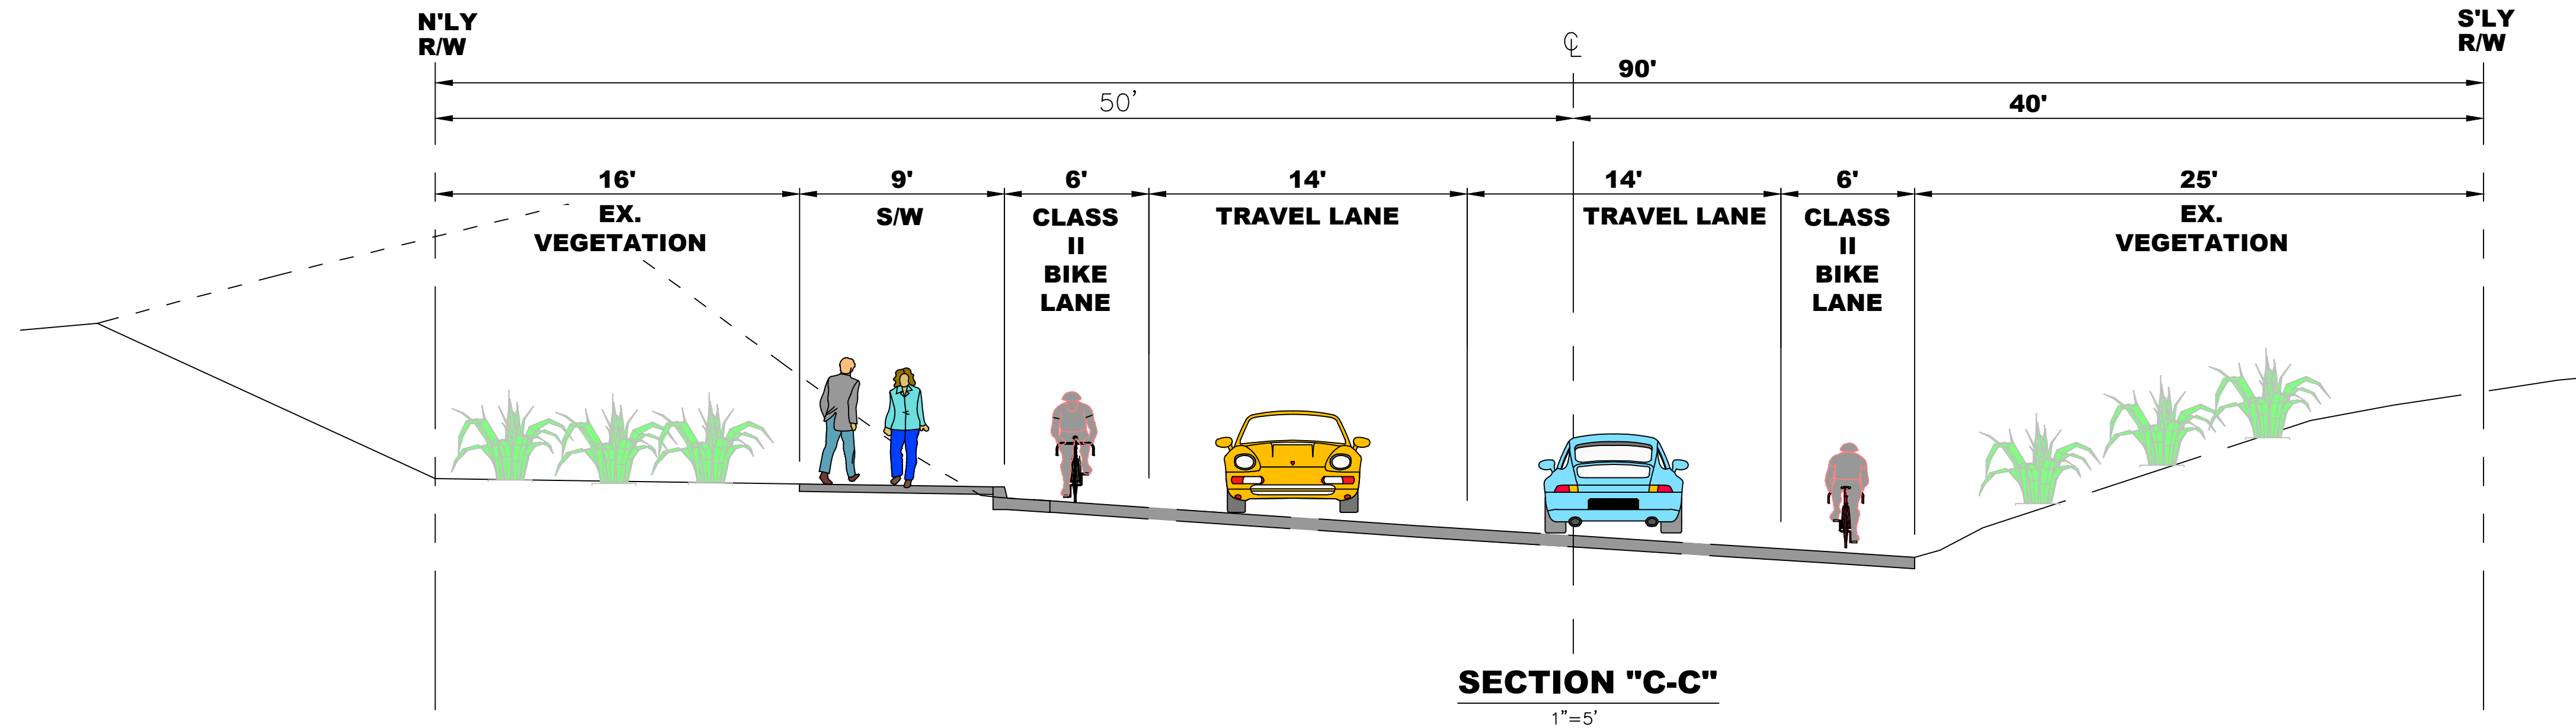 N'LY
R/W
S'LY
R/W
℄
90'
50'
40'
16'
9'
6'
14'
14'
6'
25'
EX.
VEGETATION
S/W
CLASS
II
BIKE
LANE
TRAVEL LANE
TRAVEL LANE
CLASS
II
BIKE
LANE
EX.
VEGETATION
SECTION "C-C"
1"=5'